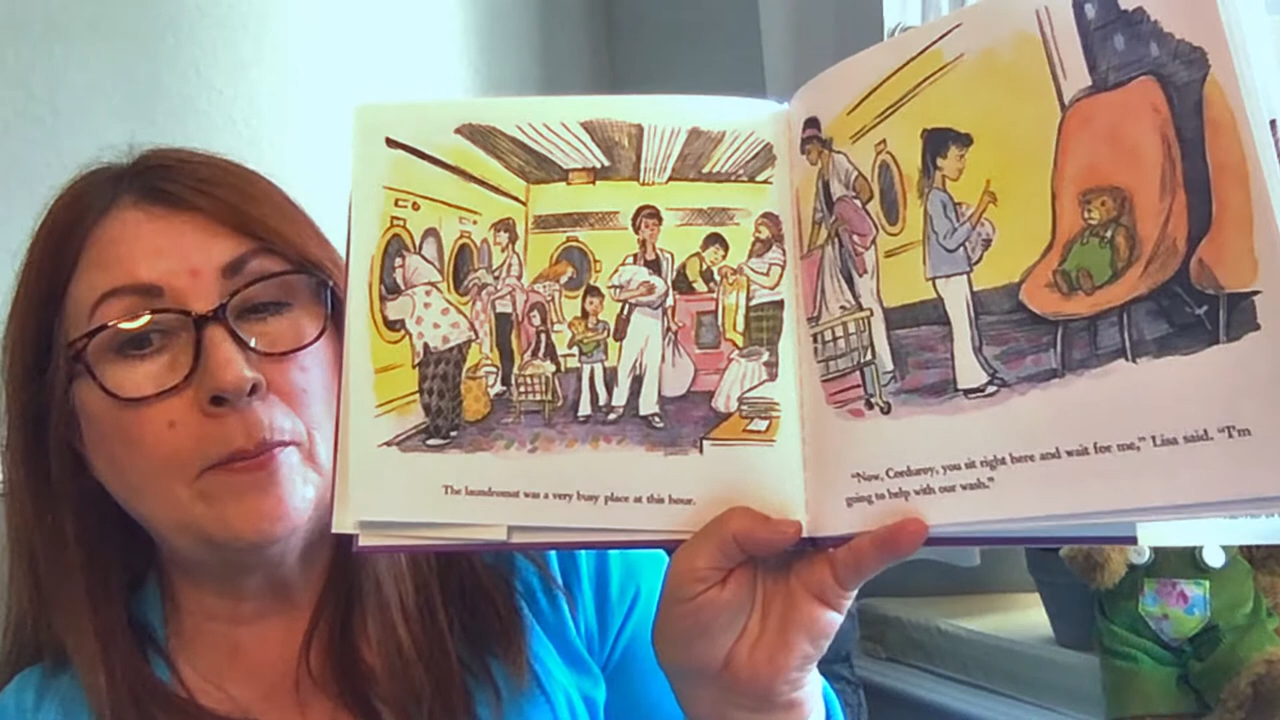 The laundromat was a very busy place at this hour.
"Now, Corduroy, you sit right here and wait for me," Lisa said. "I'm
going to help with our wash."